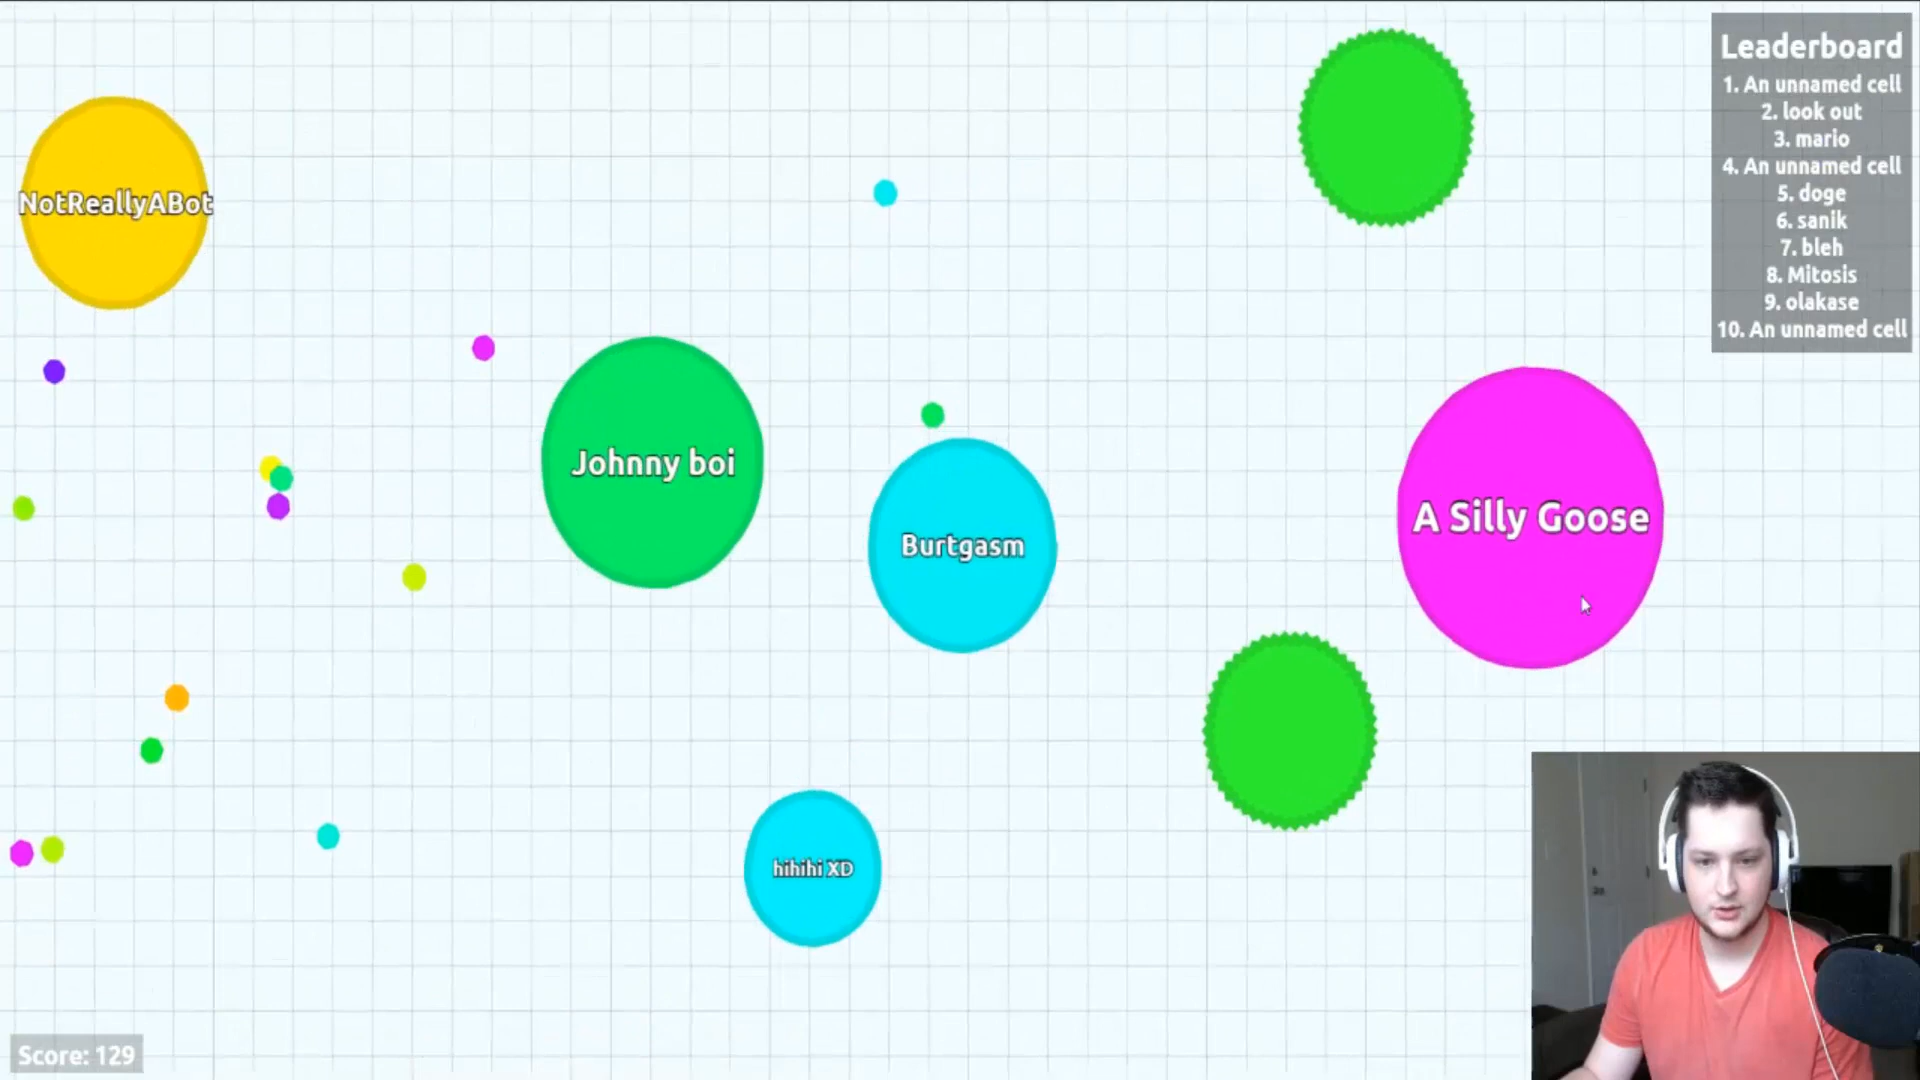 Leaderboard
1. An unnamed cell
2. look out
3. mario
4. An unnamed cell
5. doge
6. sanik
7. bleh
8. Mitosis
9. olakase
10. An unnamed cell
NotReallyABot
Johnny boi
Burtgasm
A Silly Goose
hihihi XD
Score: 129